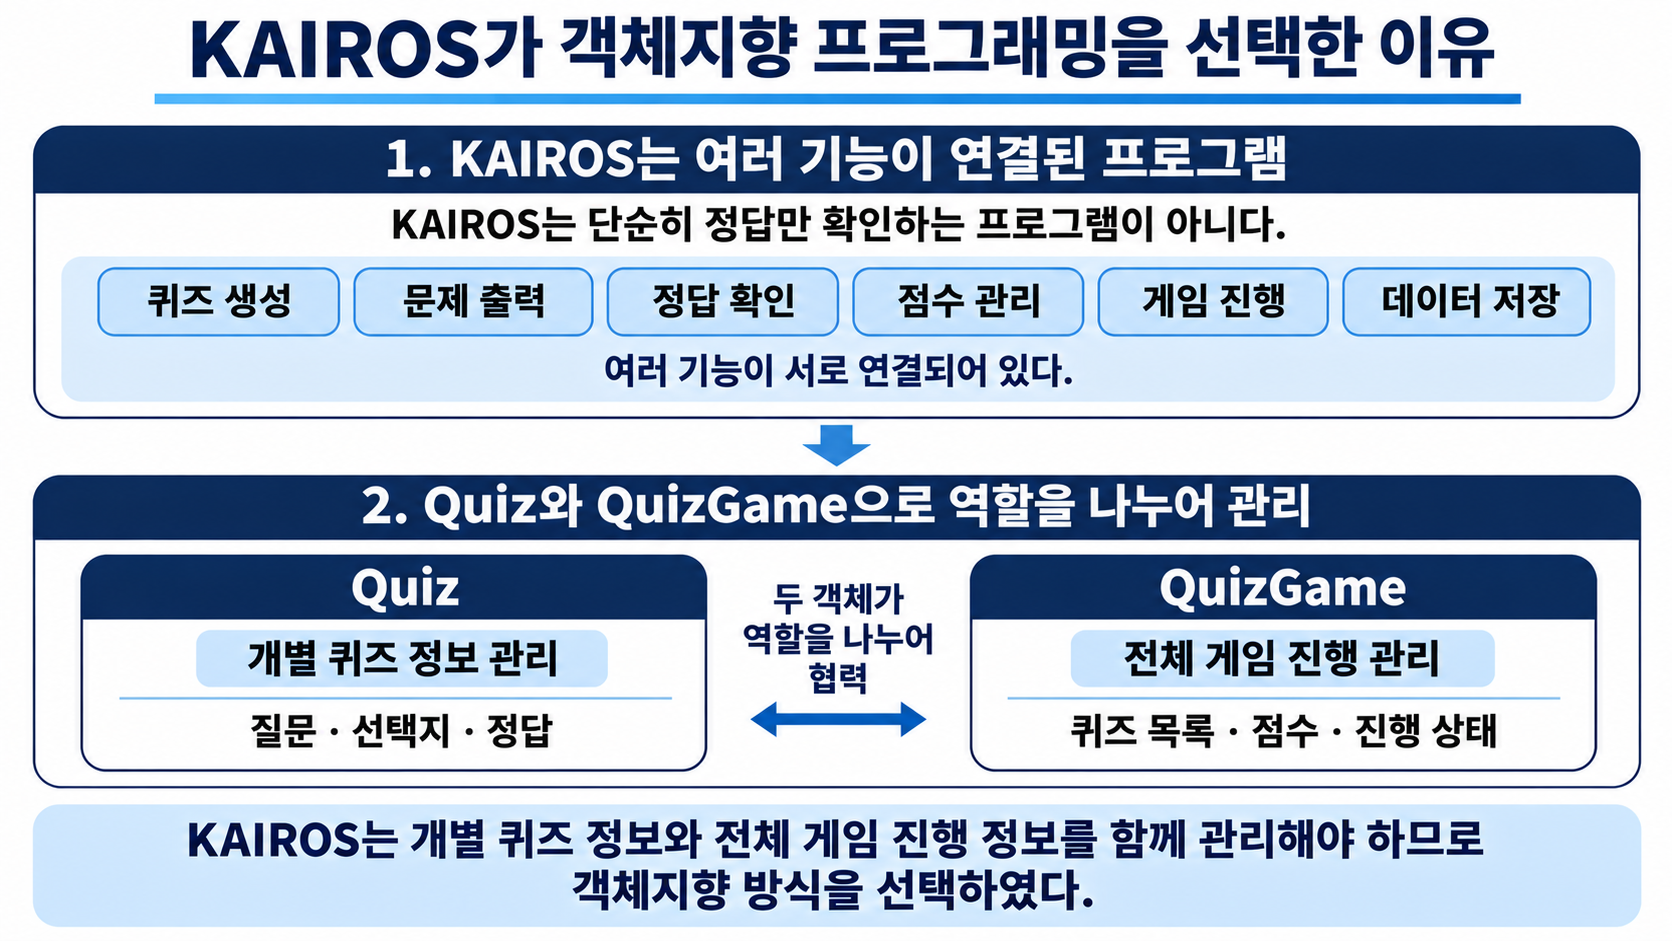 KAIROS가 객체지향 프로그래밍을 선택한 이유
1. KAIROS는 여러 기능이 연결된 프로그램
KAIROS는 단순히 정답만 확인하는 프로그램이 아니다.
퀴즈 생성
문제 출력
정답 확인
점수 관리
게임 진행
데이터 저장
여러 기능이 서로 연결되어 있다.
2. Quiz와 QuizGame으로 역할을 나누어 관리
Quiz
개별 퀴즈 정보 관리
질문 · 선택지 · 정답
두 객체가
역할을 나누어
협력
QuizGame
전체 게임 진행 관리
퀴즈 목록 · 점수 · 진행 상태
KAIROS는 개별 퀴즈 정보와 전체 게임 진행 정보를 함께 관리해야 하므로
객체지향 방식을 선택하였다.